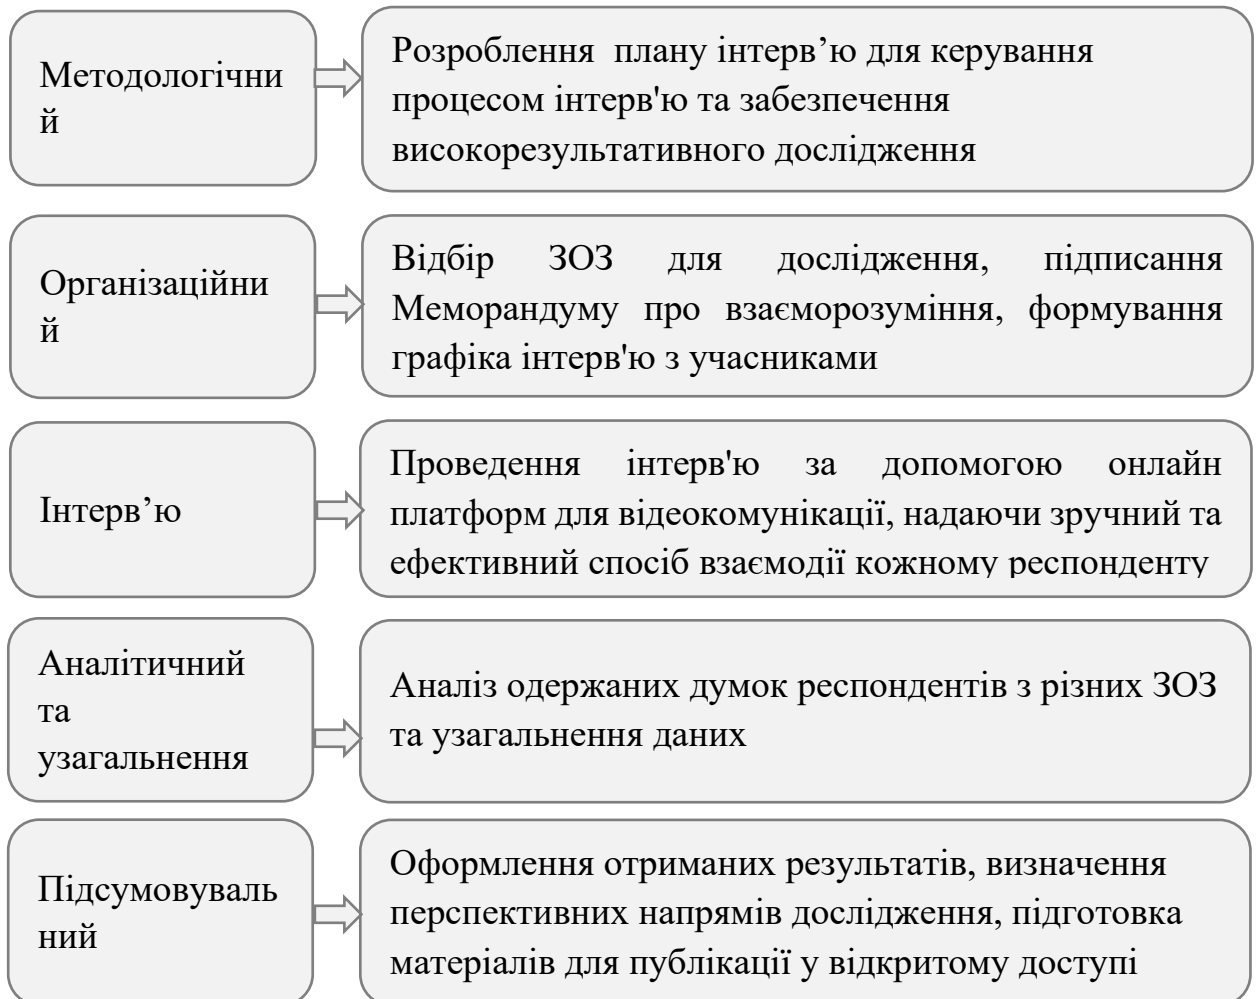 Методологічни
й
Розроблення плану інтерв’ю для керування
процесом інтерв'ю та забезпечення
високорезультативного дослідження
Організаційни
й
Відбір ЗОЗ для дослідження, підписання
Меморандуму про взаєморозуміння, формування
графіка інтерв'ю з учасниками
Інтерв’ю
Проведення інтерв'ю за допомогою онлайн
платформ для відеокомунікації, надаючи зручний та
ефективний спосіб взаємодії кожному респонденту
Аналітичний
та
узагальнення
Аналіз одержаних думок респондентів з різних ЗОЗ
та узагальнення даних
Підсумовуваль
ний
Оформлення отриманих результатів, визначення
перспективних напрямів дослідження, підготовка
матеріалів для публікації у відкритому доступі